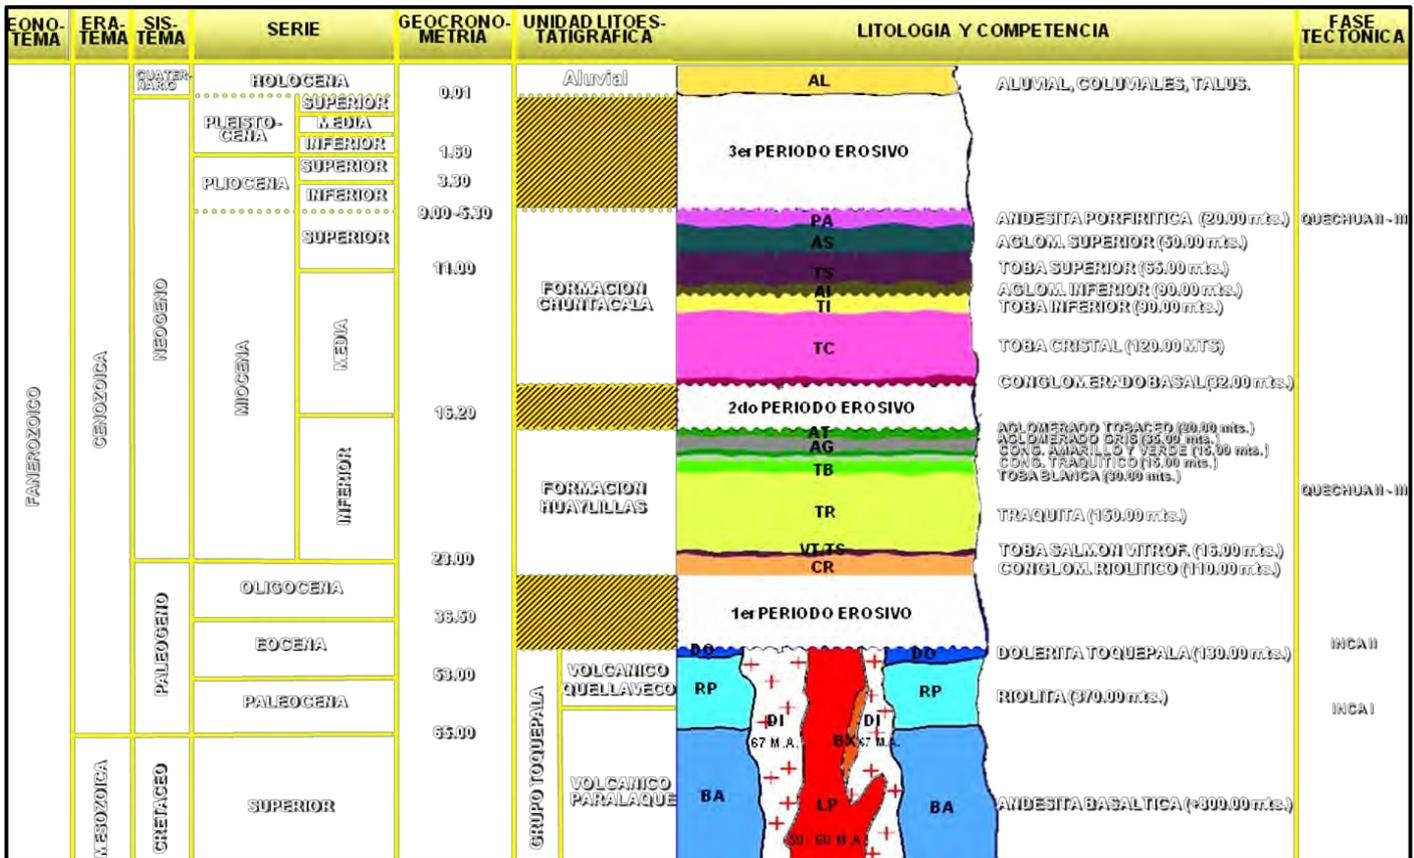 EONO-
TEMA
ERA-
TEMA
SIS-
TEMA
SERIE
GEOCRONO-
METRIA
UNIDAD LITOES-
TATIGRAFICA
LITOLOGIA Y COMPETENCIA
FASE
TECTONICA
FANEROZOICO
CENOZOICA
MESOZOICA
CUATER-
NARIO
NEOGENO
PALEOGENO
CRETACEO
HOLOCENA
PLEISTO-
CENA
SUPERIOR
MEDIA
INFERIOR
PLIOCENA
SUPERIOR
INFERIOR
MIOCENA
SUPERIOR
MEDIA
INFERIOR
OLIGOCENA
EOCENA
PALEOCENA
SUPERIOR
0.01
1.60
3.30
9.00 -5.30
11.00
16.20
23.00
36.50
53.00
65.00
Aluvial
FORMACION
CHUNTACALA
FORMACION
HUAYLILLAS
GRUPO TOQUEPALA
VOLCANICO
QUELLAVECO
VOLCANICO
PARALAQUE
AL
3er PERIODO EROSIVO
PA
AS
TS
AI
TI
TC
2do PERIODO EROSIVO
AT
AG
TB
TR
VT/TS
CR
1er PERIODO EROSIVO
DO
DO
RP
RP
DI
DI
67 M.A.
BX
67 M.A.
BA
LP
BA
M.A.
ALUVIAL, COLUVIALES, TALUS.
ANDESITA PORFIRITICA (20.00 mts.)
AGLOM. SUPERIOR (50.00 mts.)
TOBA SUPERIOR (65.00 mts.)
AGLOM. INFERIOR (90.00 mts.)
TOBA INFERIOR (90.00 mts.)
TOBA CRISTAL (120.00 MTS)
CONGLOMERADO BASAL (32.00 mts.)
AGLOMERADO TOBACEO (20.00 mts.)
AGLOMERADO GRIS (35.00 mts.)
CONG. AMARILLO Y VERDE (15.00 mts.)
CONG. TRAQUITICO (15.00 mts.)
TOBA BLANCA (30.00 mts.)
TRAQUITA (150.00 mts.)
TOBA SALMON VITROF. (16.00 mts.)
CONGLOM. RIOLITICO (110.00 mts.)
DOLERITA TOQUEPALA (130.00 mts.)
RIOLITA (370.00 mts.)
ANDESITA BASALTICA (+800.00 mts.)
QUECHUA II - III
QUECHUA II - III
INCA II
INCA I